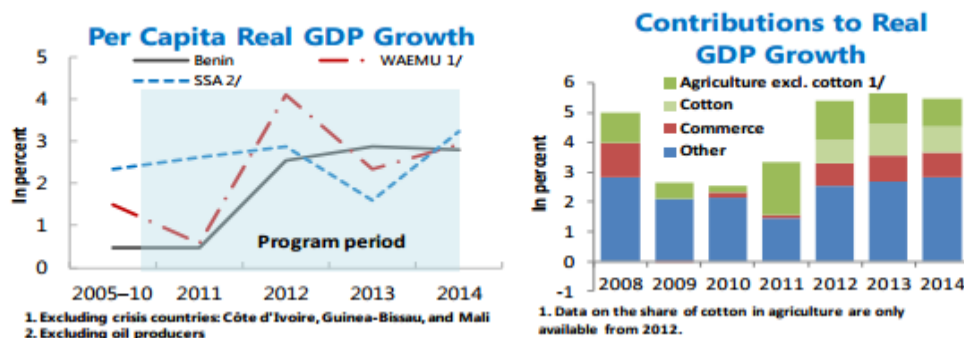 Per Capita Real GDP Growth
Benin
WAEMU 1/
SSA 2/
In percent
5
4
3
2
1
0
Program period
2005–10
2011
2012
2013
2014
1. Excluding crisis countries: Côte d'Ivoire, Guinea-Bissau, and Mali
2. Excluding oil producers
Contributions to Real
GDP Growth
Agriculture excl. cotton 1/
Cotton
Commerce
Other
In percent
6
5
4
3
2
1
0
-1
2008
2009
2010
2011
2012
2013
2014
1. Data on the share of cotton in agriculture are only
available from 2012.